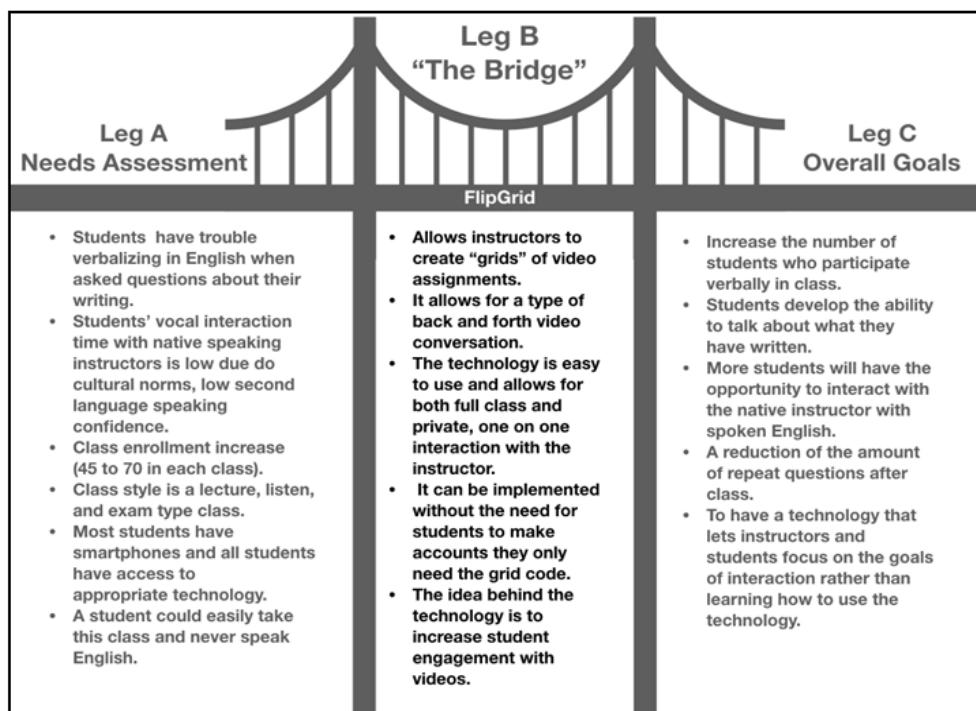 Leg A
Needs Assessment
Leg B
“The Bridge”
Leg C
Overall Goals
FlipGrid
• Students have trouble
verbalizing in English when
asked questions about their
writing.
• Students’ vocal interaction
time with native speaking
instructors is low due do
cultural norms, low second
language speaking
confidence.
• Class enrollment increase
(45 to 70 in each class).
• Class style is a lecture, listen,
and exam type class.
• Most students have
smartphones and all students
have access to
appropriate technology.
• A student could easily take
this class and never speak
English.
• Allows instructors to
create “grids” of video
assignments.
• It allows for a type of
back and forth video
conversation.
• The technology is easy
to use and allows for
both full class and
private, one on one
interaction with the
instructor.
• It can be implemented
without the need for
students to make
accounts they only
need the grid code.
• The idea behind the
technology is to
increase student
engagement with
videos.
• Increase the number of
students who participate
verbally in class.
• Students develop the ability
to talk about what they
have written.
• More students will have the
opportunity to interact with
the native instructor with
spoken English.
• A reduction of the amount
of repeat questions after
class.
• To have a technology that
lets instructors and
students focus on the goals
of interaction rather than
learning how to use the
technology.